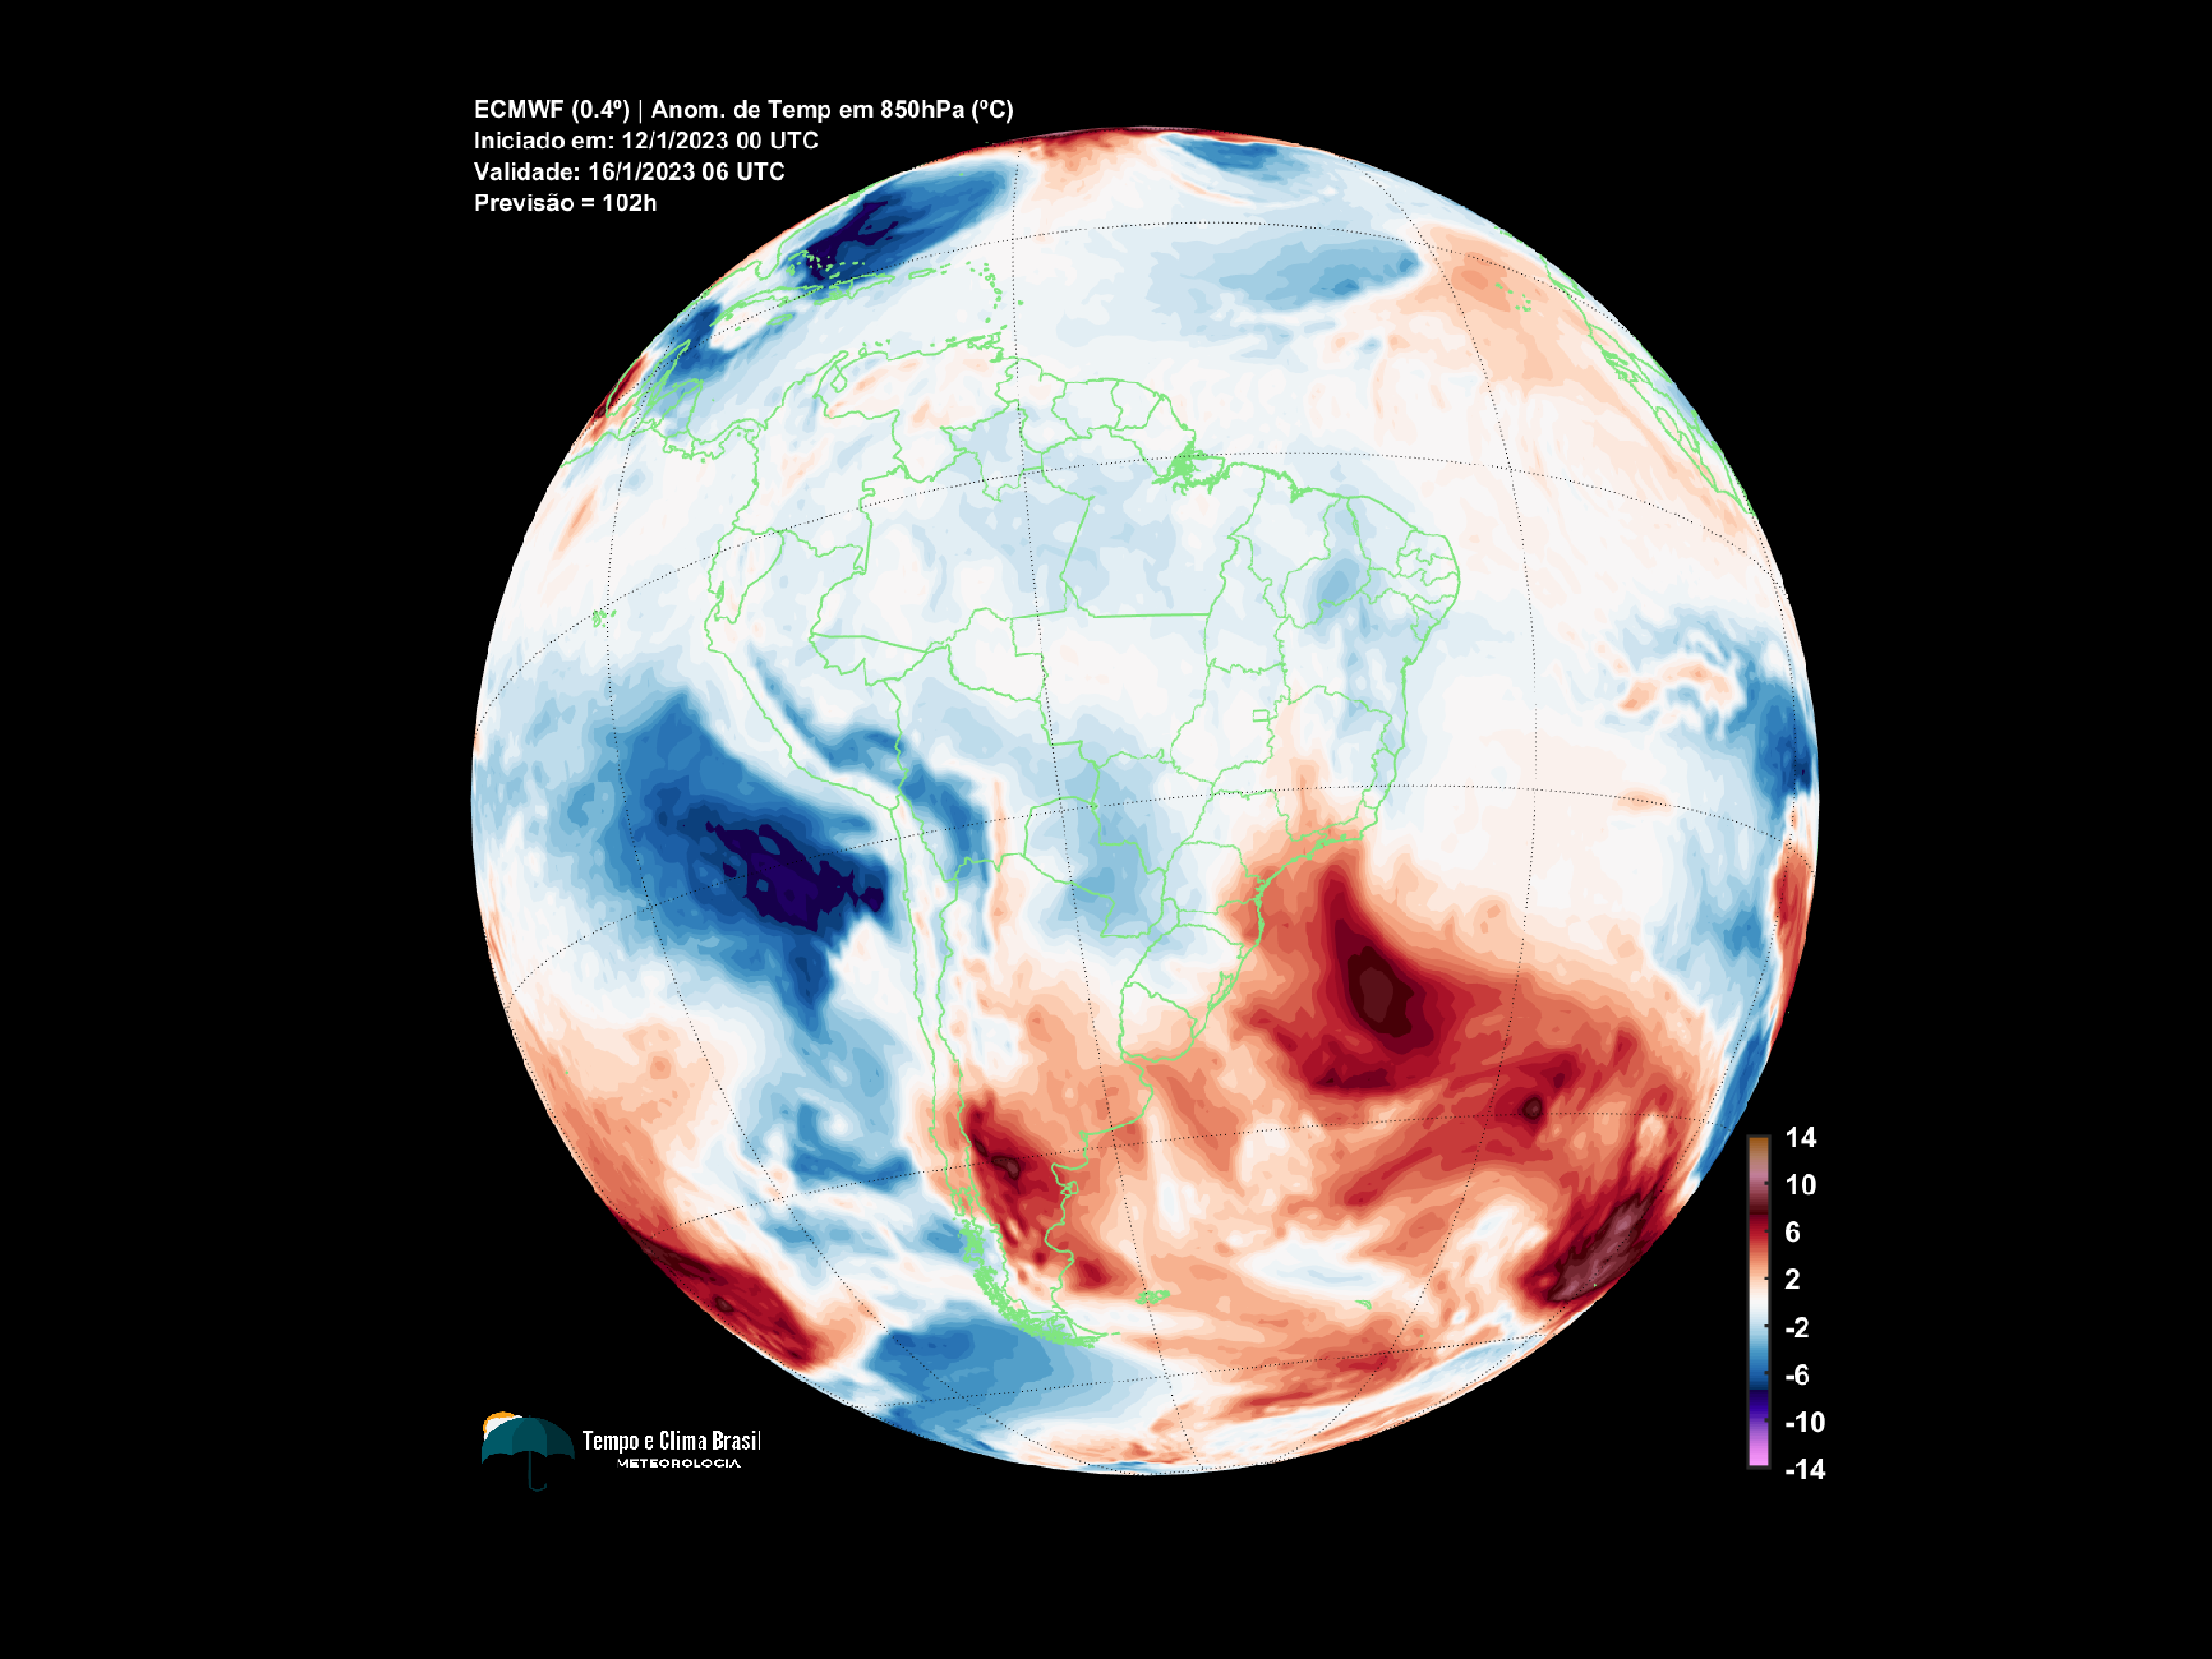 ECMWF (0.4º) | Anom. de Temp em 850hPa (ºC)
Iniciado em: 12/1/2023 00 UTC
Validade: 16/1/2023 06 UTC
Previsão = 102h
14
10
6
2
-2
-6
-10
-14
Tempo e Clima Brasil
METEOROLOGIA